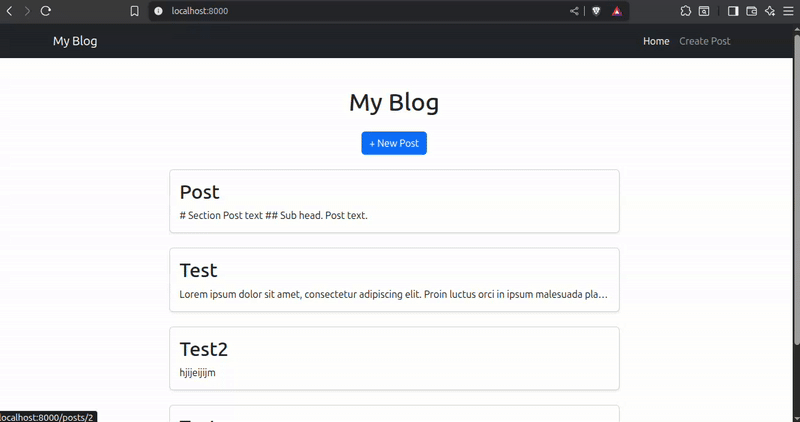 localhost:8000
My Blog
Home
Create Post
My Blog
+ New Post
Post
# Section Post text ## Sub head. Post text.
Test
Lorem ipsum dolor sit amet, consectetur adipiscing elit. Proin luctus orci in ipsum malesuada pla...
Test2
hjijeijijm
localhost:8000/posts/2